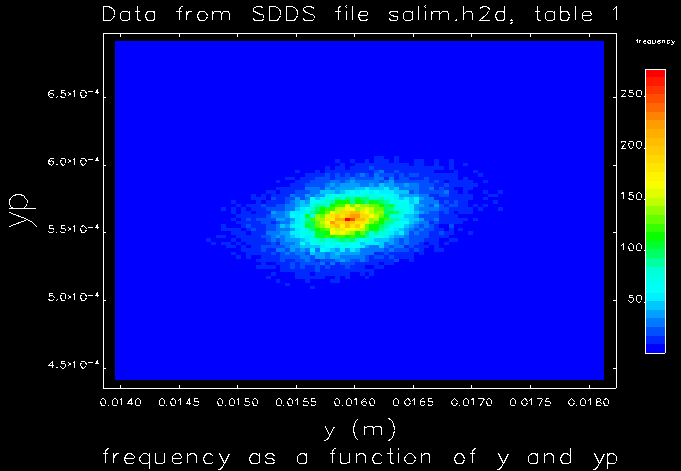 Data from SDDS file salim.h2d, table 1
frequency
6.5×10⁻⁴
6.0×10⁻⁴
5.5×10⁻⁴
5.0×10⁻⁴
4.5×10⁻⁴
yp
250
200
150
100
50
0.0140 0.0145 0.0150 0.0155 0.0160 0.0165 0.0170 0.0175 0.0180
y (m)
frequency as a function of y and yp